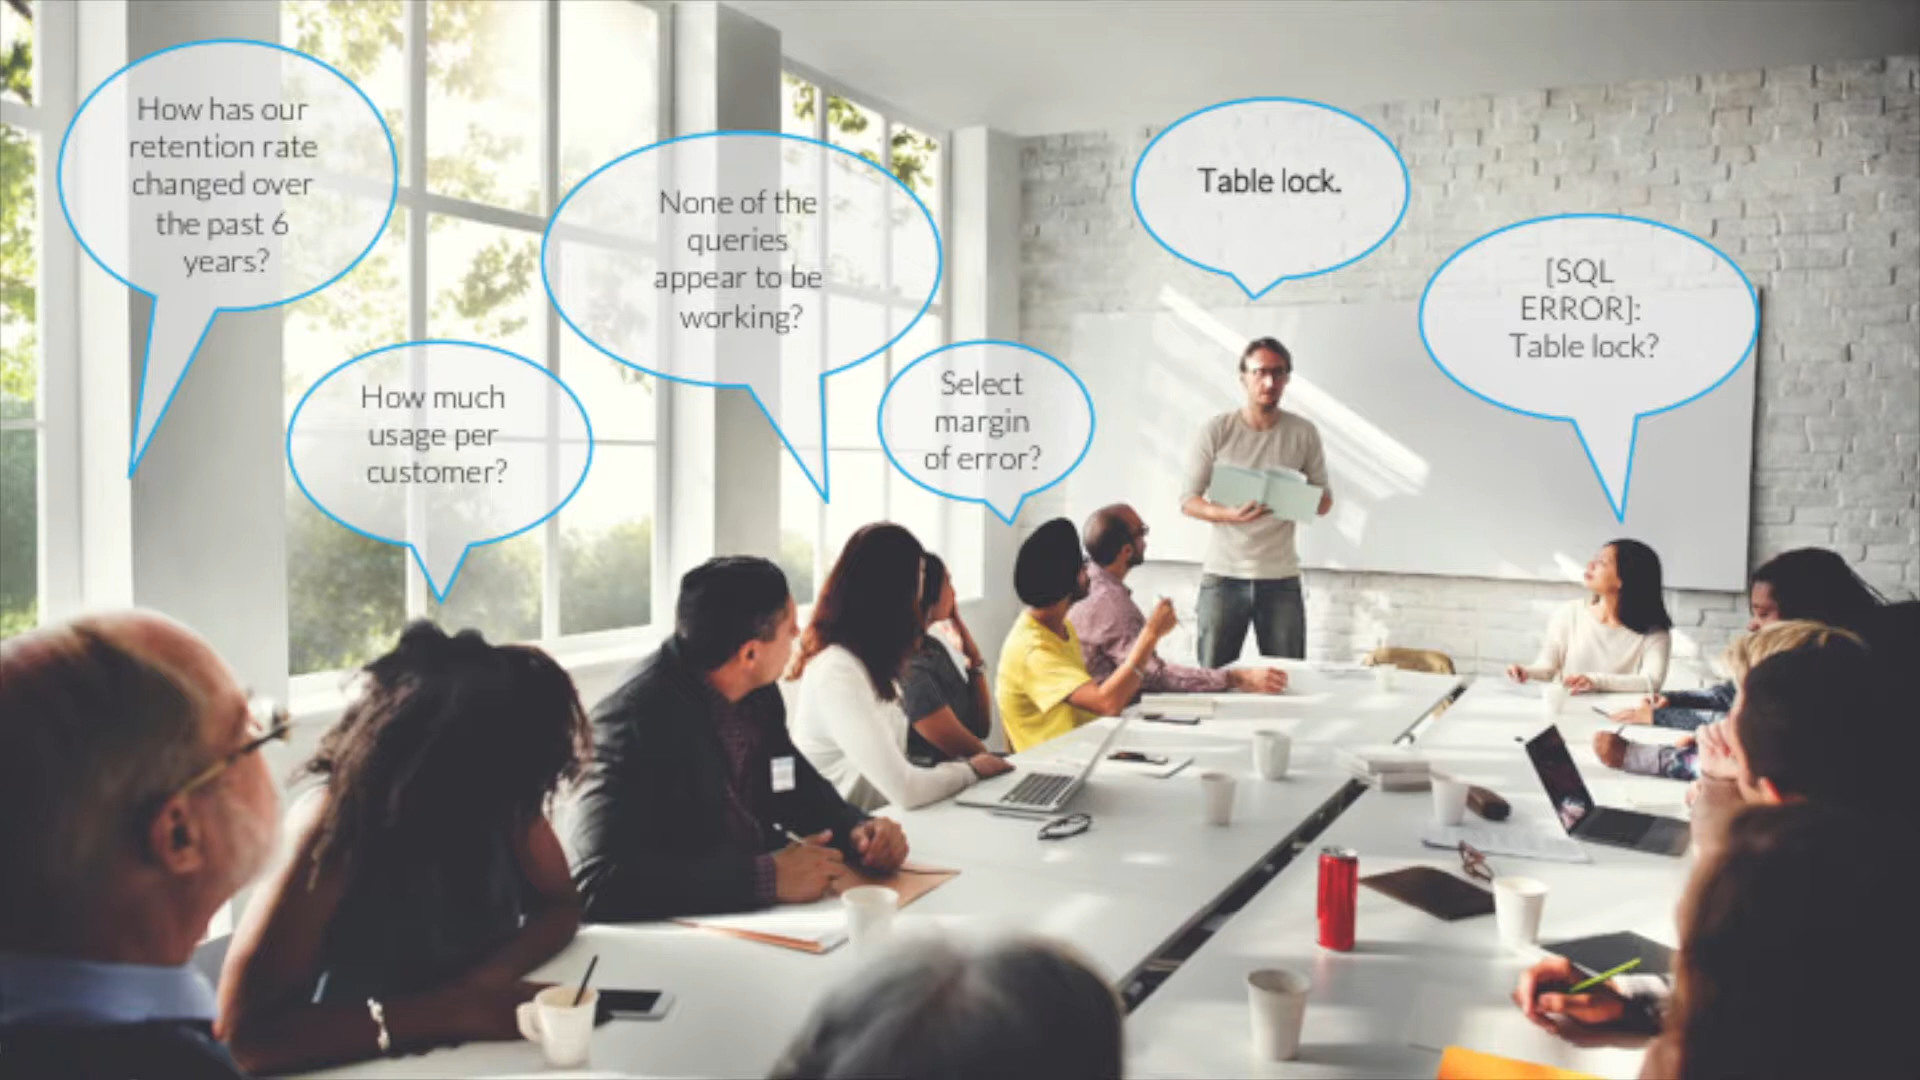 How has our
retention rate
changed over
the past 6
years?
How much
usage per
customer?
None of the
queries
appear to be
working?
Select
margin
of error?
Table lock.
[SQL
ERROR]:
Table lock?